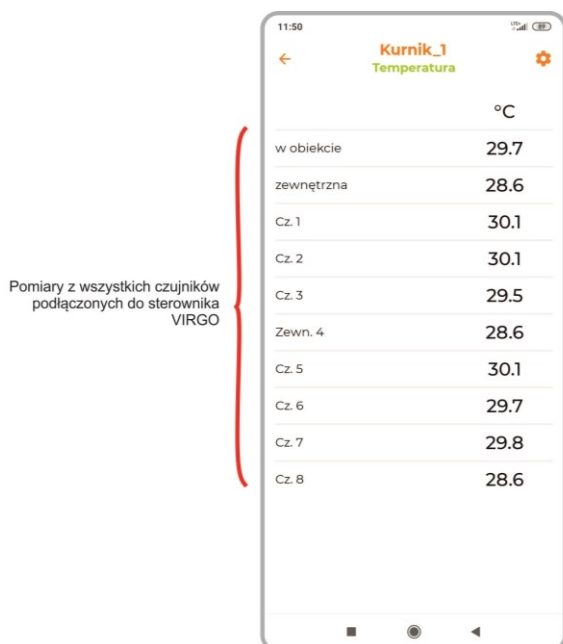 11:50
89
Kurnik_1
Temperatura
°C
w obiekcie 29.7
zewnętrzna 28.6
Cz. 1 30.1
Cz. 2 30.1
Cz. 3 29.5
Zewn. 4 28.6
Cz. 5 30.1
Cz. 6 29.7
Cz. 7 29.8
Cz. 8 28.6
Pomiary z wszystkich czujników
podłączonych do sterownika
VIRGO